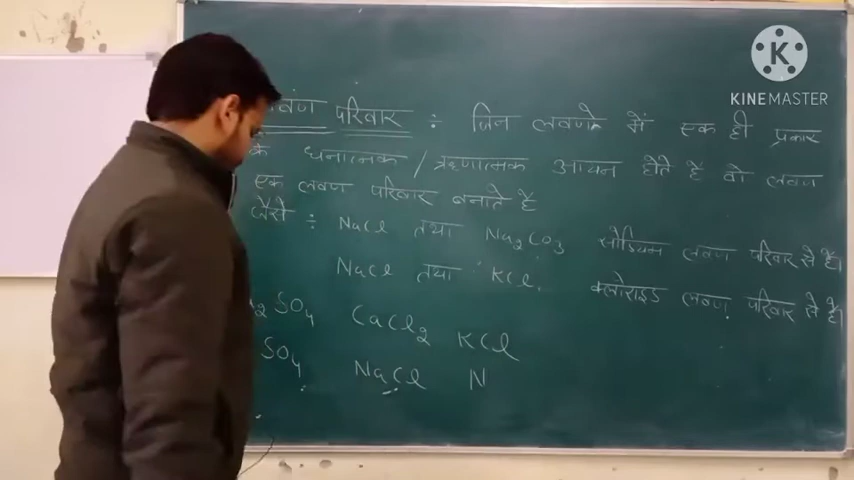 K
KINEMASTER
परिवार ÷ जिन लवणों में एक ही प्रकार
के धनात्मक / ऋणात्मक आयन होते हैं वो लवण
एक लवण परिवार बनाते हैं
जैसे ÷ NaCl तथा Na₂CO₃ सोडियम लवण परिवार से हैं।
NaCl तथा KCl. क्लोराइड लवण परिवार से हैं।
SO₄ CaCl₂ KCl
SO₄ NaCl N